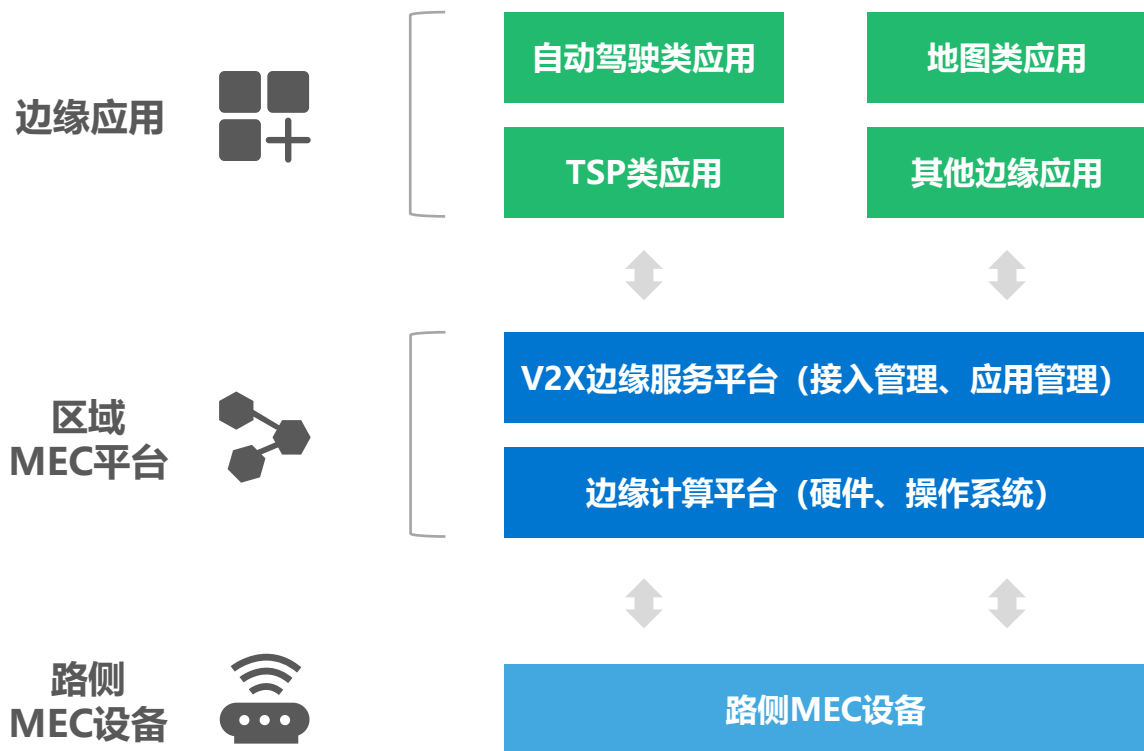 边缘应用
自动驾驶类应用
地图类应用
TSP类应用
其他边缘应用
区域
MEC平台
V2X边缘服务平台（接入管理、应用管理）
边缘计算平台（硬件、操作系统）
路侧
MEC设备
路侧MEC设备